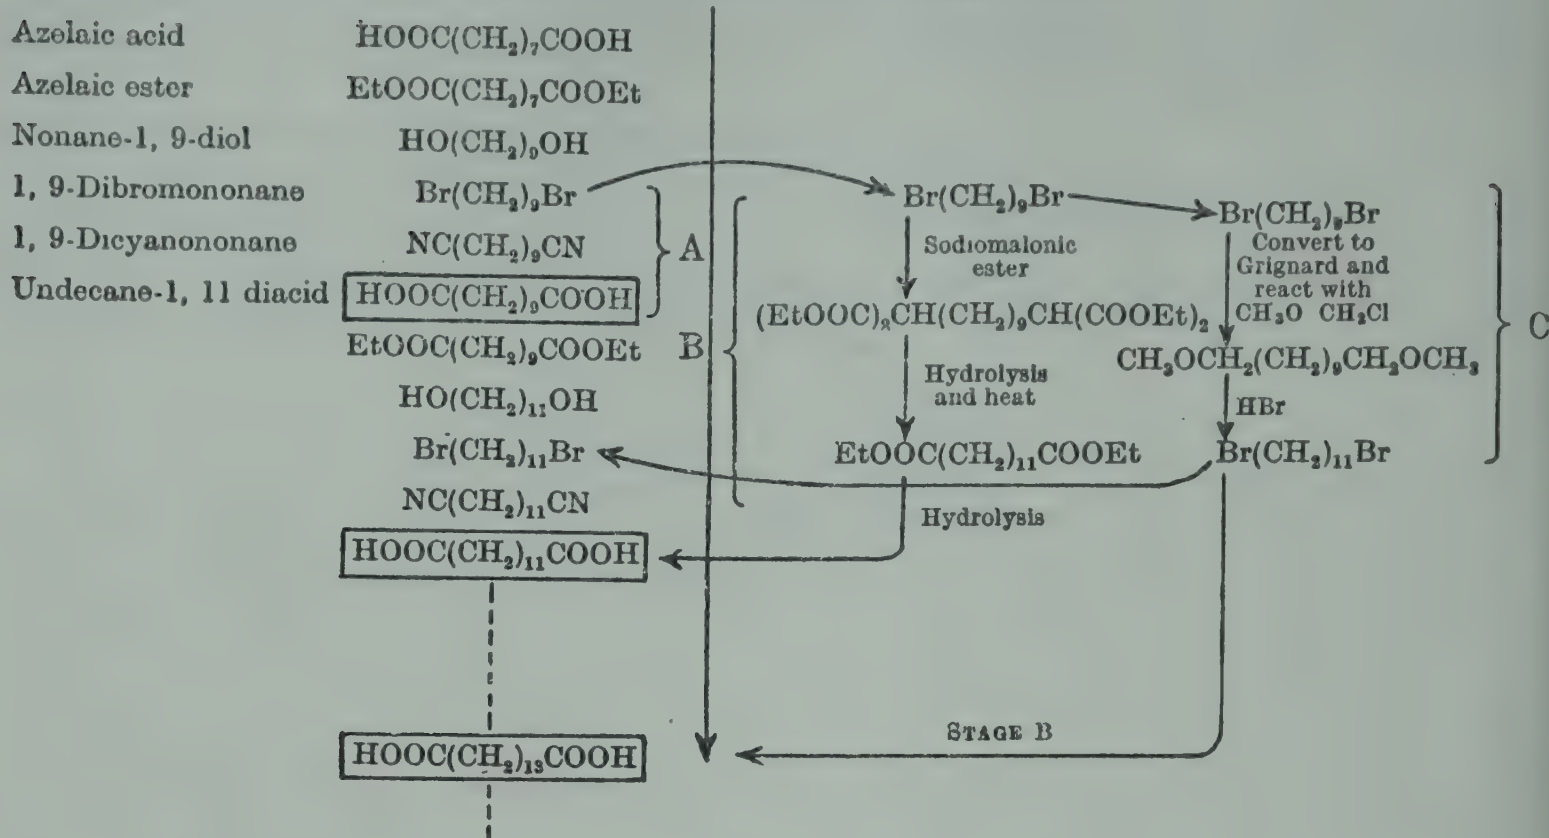 Azelaic acid HOOC(CH₂)₇COOH
Azelaic ester EtOOC(CH₂)₇COOEt
Nonane-1, 9-diol HO(CH₂)₉OH
1, 9-Dibromononane Br(CH₂)₉Br
1, 9-Dicyanononane NC(CH₂)₉CN
Undecane-1, 11 diacid HOOC(CH₂)₉COOH
A
EtOOC(CH₂)₉COOEt
HO(CH₂)₁₁OH
Br(CH₂)₁₁Br
NC(CH₂)₁₁CN
HOOC(CH₂)₁₁COOH
HOOC(CH₂)₁₃COOH
B
Br(CH₂)₉Br
Sodiomalonic
ester
(EtOOC)₂CH(CH₂)₉CH(COOEt)₂
Hydrolysis
and heat
EtOOC(CH₂)₁₁COOEt
Hydrolysis
Br(CH₂)₉Br
Convert to
Grignard and
react with
CH₃O CH₂Cl
CH₃OCH₂(CH₂)₉CH₂OCH₃
HBr
Br(CH₂)₁₁Br
C
STAGE B